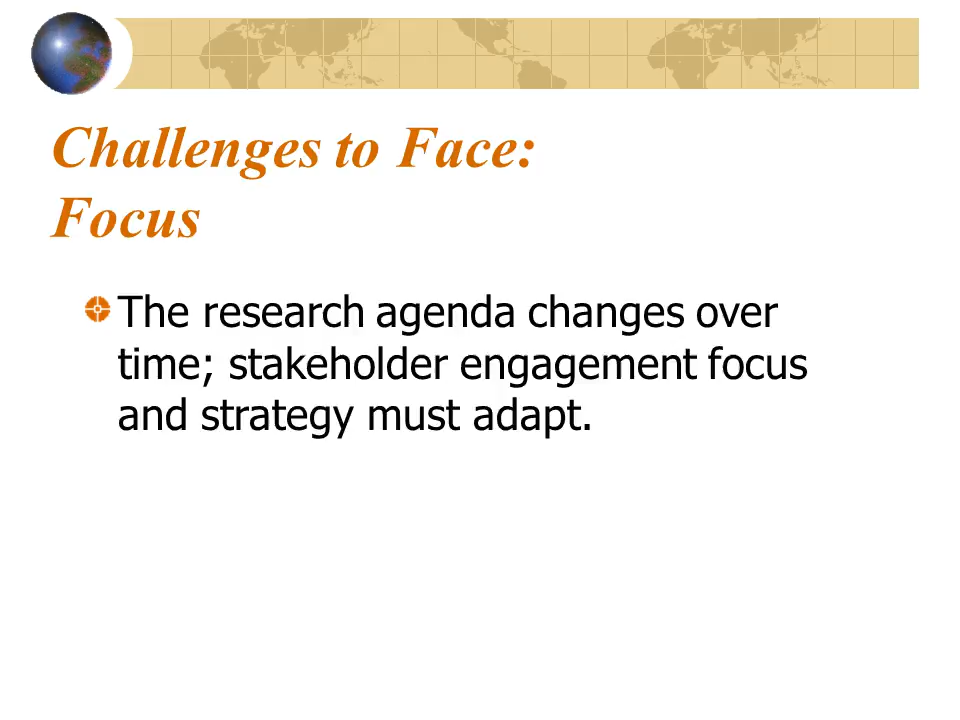 Challenges to Face:
Focus
The research agenda changes over
time; stakeholder engagement focus
and strategy must adapt.